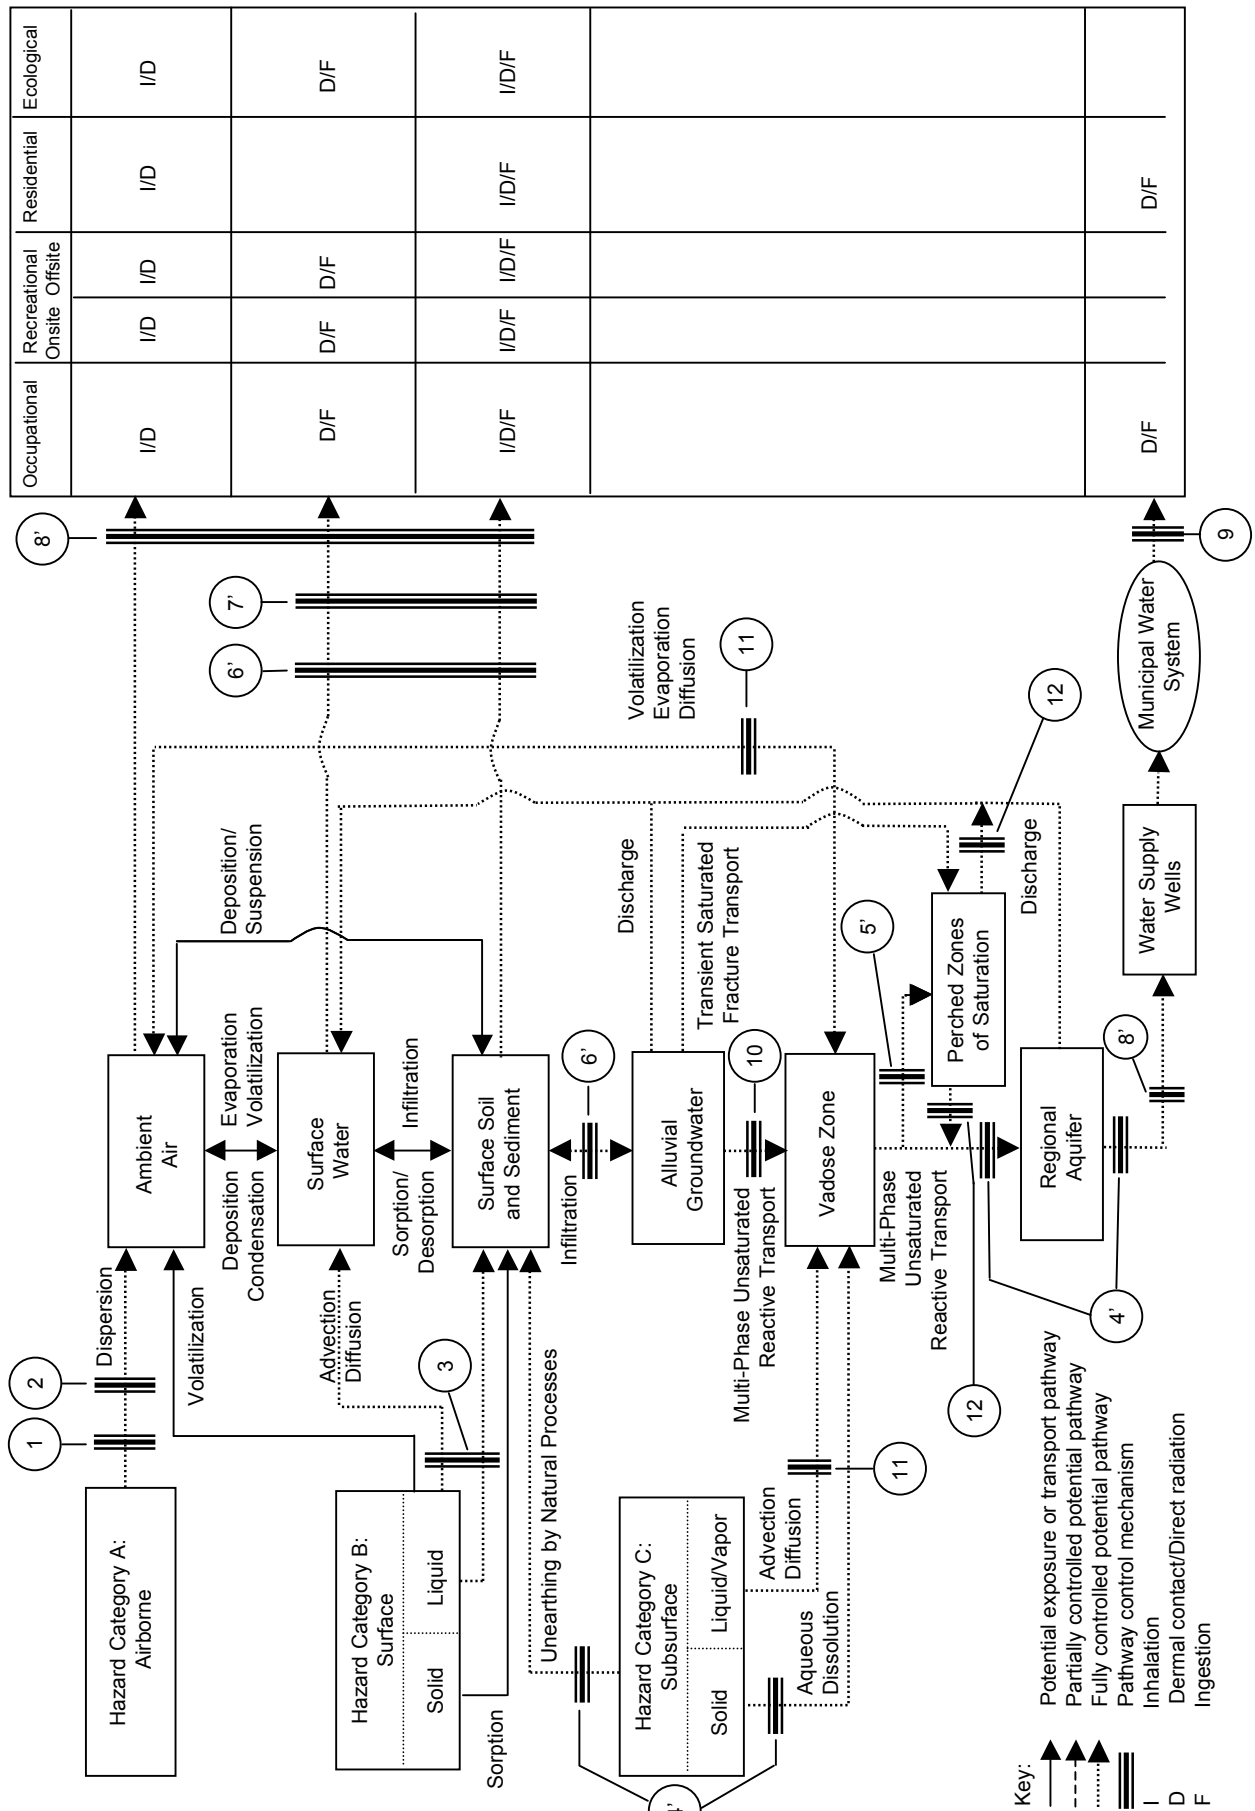 Hazard Category A:
Airborne
1
2
Dispersion
Volatilization
Ambient
Air
8’
Occupational
Recreational
Onsite Offsite
Residential
Ecological
I/D
I/D
I/D
I/D
I/D
Deposition
Condensation
Evaporation
Volatilization
Deposition/
Suspension
Hazard Category B:
Surface
Solid
Liquid
Sorption
3
Advection
Diffusion
Surface
Water
6’
7’
D/F
D/F
D/F
D/F
Sorption/
Desorption
Infiltration
Surface Soil
and Sediment
I/D/F
I/D/F
I/D/F
I/D/F
I/D/F
Unearthing by Natural Processes
Infiltration
6’
Hazard Category C:
Subsurface
Solid
Liquid/Vapor
Advection
Diffusion
Aqueous
Dissolution
11
Alluvial
Groundwater
Discharge
Transient Saturated
Fracture Transport
Volatilization
Evaporation
Diffusion
11
Multi-Phase Unsaturated
Reactive Transport
10
Vadose Zone
5’
Multi-Phase
Unsaturated
Reactive Transport
Perched Zones
of Saturation
12
12
Discharge
4’
Regional
Aquifer
8’
Water Supply
Wells
Municipal Water
System
9
D/F
D/F
Key:
Potential exposure or transport pathway
Partially controlled potential pathway
Fully controlled potential pathway
Pathway control mechanism
I Inhalation
D Dermal contact/Direct radiation
F Ingestion